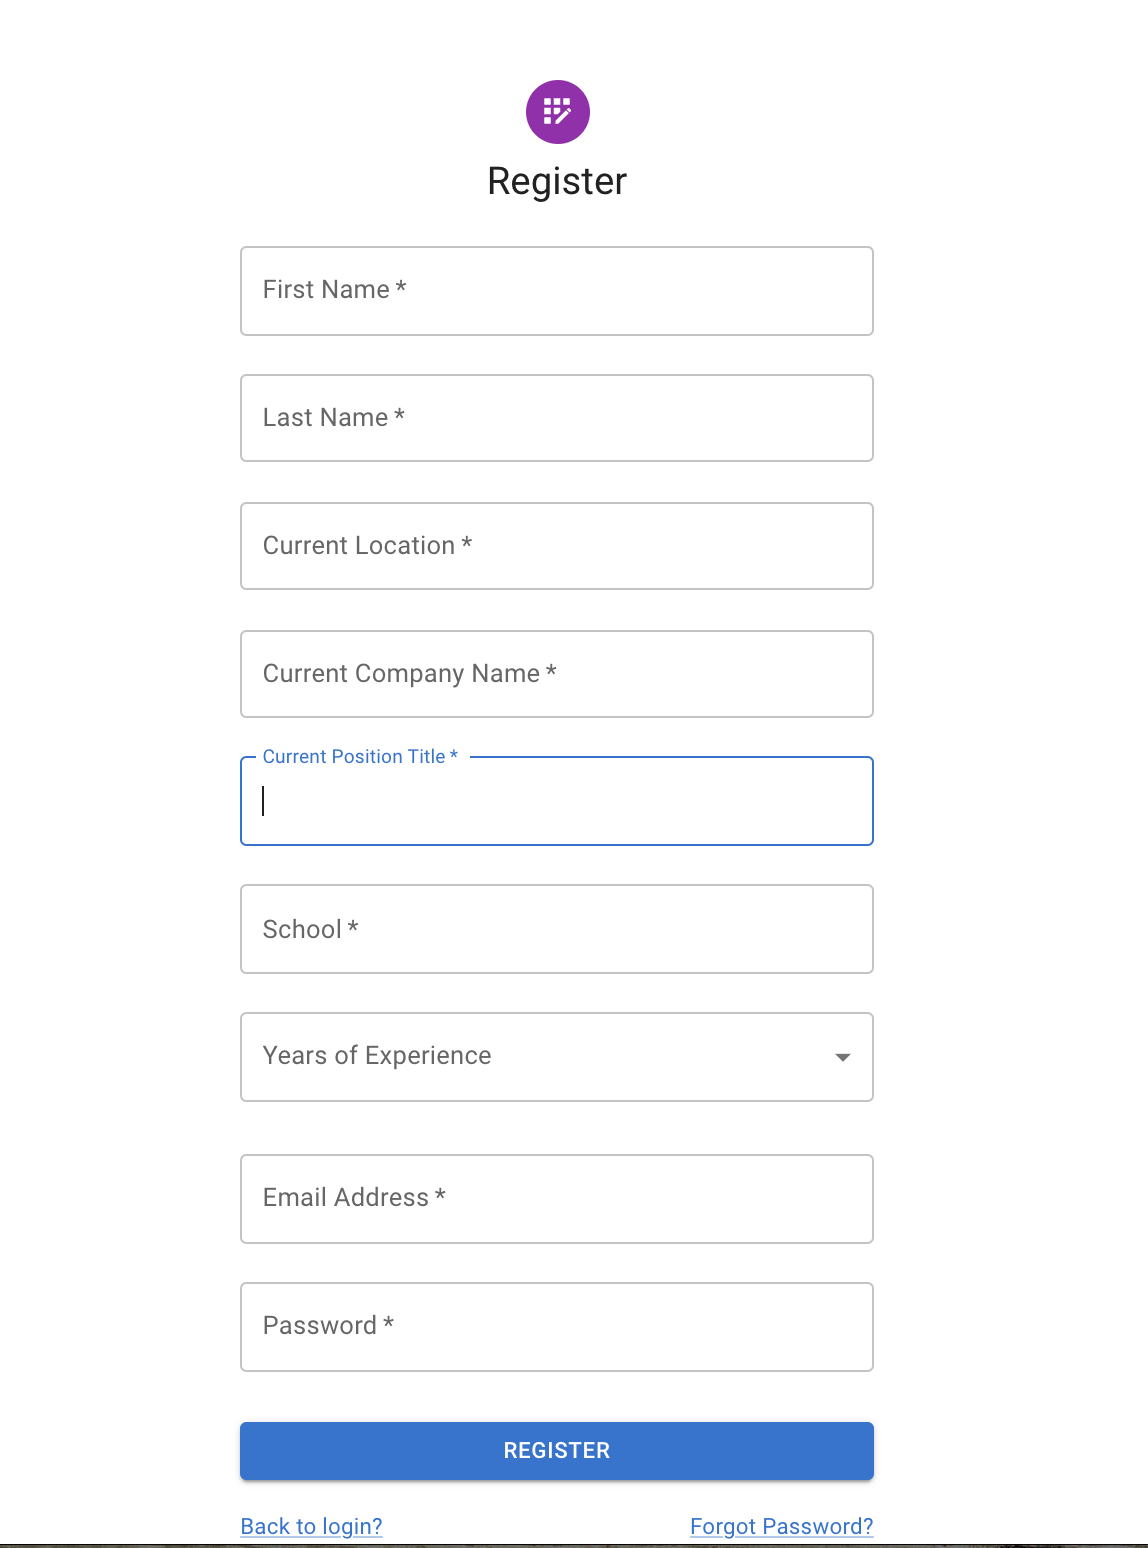 Register
First Name *
Last Name *
Current Location *
Current Company Name *
Current Position Title *
School *
Years of Experience
Email Address *
Password *
REGISTER
Back to login? Forgot Password?